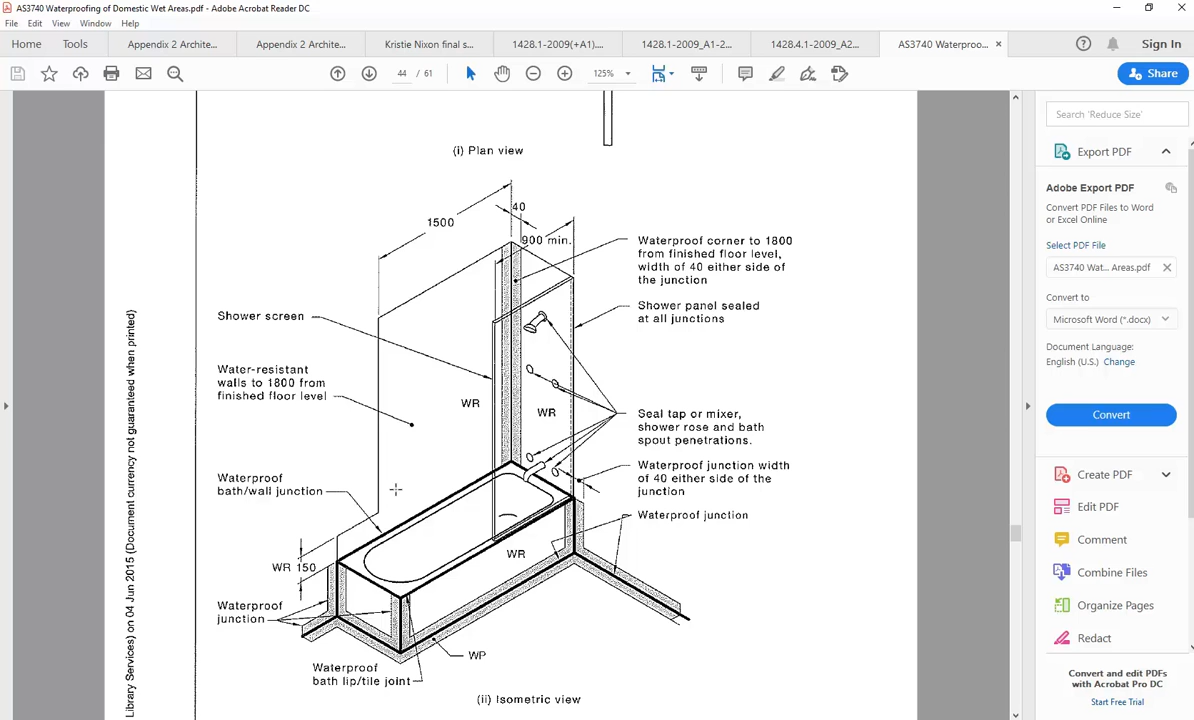 AS3740 Waterproofing of Domestic Wet Areas.pdf - Adobe Acrobat Reader DC
File Edit View Window Help
Home Tools Appendix 2 Archite... Appendix 2 Archite... Kristie Nixon final s... 1428.1-2009(+A1).... 1428.1-2009_A1-2... 1428.4.1-2009_A2... AS3740 Waterproo... × Sign In
44 / 61 125% Share
(i) Plan view
1500
40
900 min.
Waterproof corner to 1800
from finished floor level,
width of 40 either side of
the junction
Shower screen
Shower panel sealed
at all junctions
Water-resistant
walls to 1800 from
finished floor level
WR
WR
Seal tap or mixer,
shower rose and bath
spout penetrations.
Waterproof
bath/wall junction
Waterproof junction width
of 40 either side of the
junction
Waterproof junction
WR
WR 150
Waterproof
junction
WP
Waterproof
bath lip/tile joint
(ii) Isometric view
Library Services) on 04 Jun 2015 (Document currency not guaranteed when printed)
Search 'Reduce Size'
Export PDF
Adobe Export PDF
Convert PDF Files to Word
or Excel Online
Select PDF File
AS3740 Wat... Areas.pdf ×
Convert to
Microsoft Word (*.docx)
Document Language:
English (U.S.) Change
Convert
Create PDF
Edit PDF
Comment
Combine Files
Organize Pages
Redact
Convert and edit PDFs
with Acrobat Pro DC
Start Free Trial